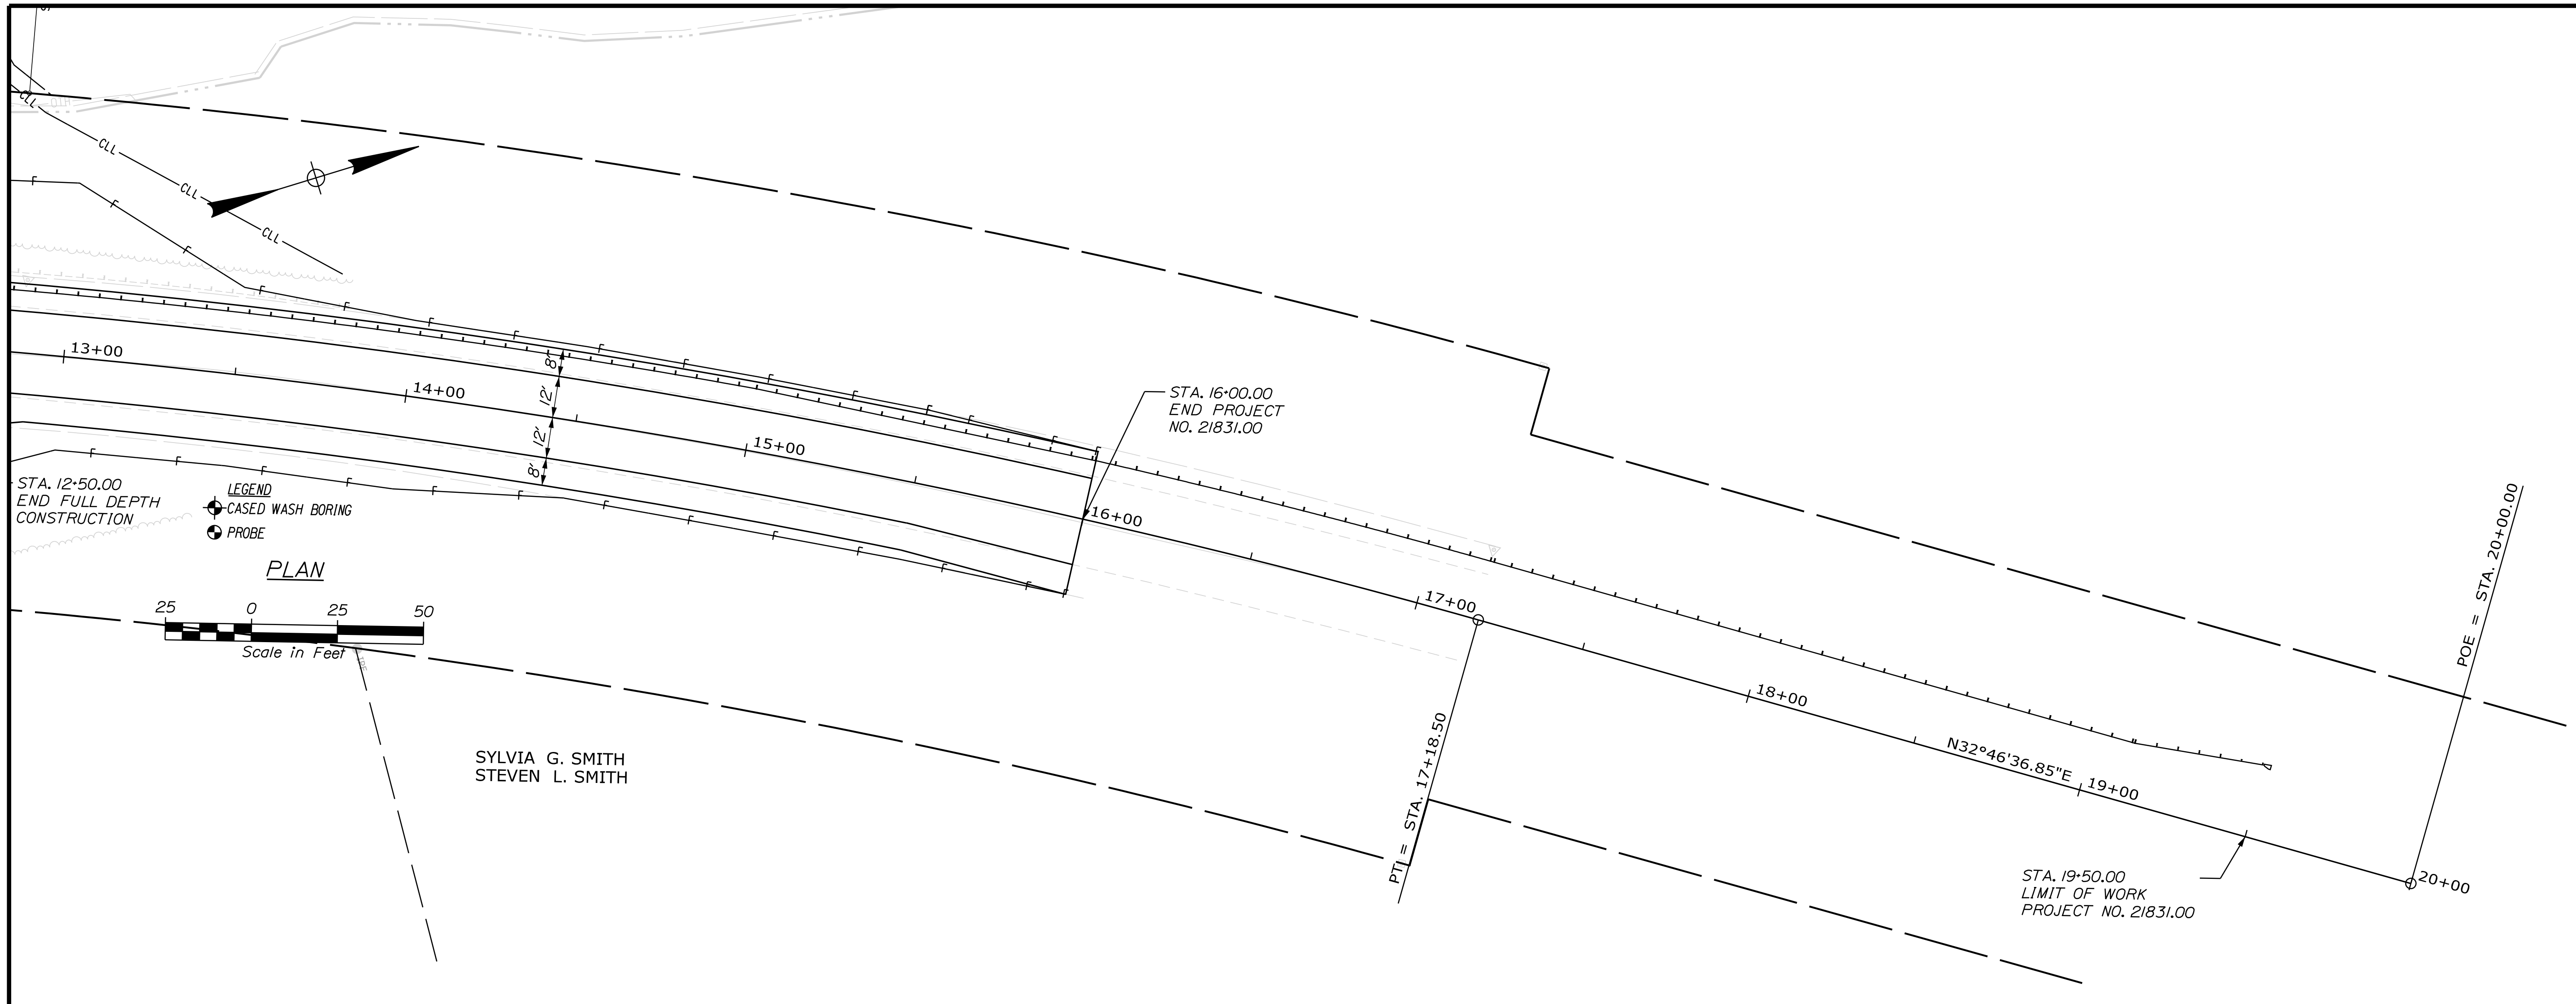 CLL
CLL
CLL
CLL
13+00
14+00
15+00
16+00
17+00
18+00
19+00
20+00
8'
12'
12'
8'
STA. 16+00.00
END PROJECT
NO. 21831.00
STA. 12+50.00
END FULL DEPTH
CONSTRUCTION
LEGEND
CASED WASH BORING
PROBE
PLAN
25 0 25 50
Scale in Feet
IPF
SYLVIA G. SMITH
STEVEN L. SMITH
PT1 = STA. 17+18.50
N32°46'36.85"E
POE = STA. 20+00.00
STA. 19+50.00
LIMIT OF WORK
PROJECT NO. 21831.00